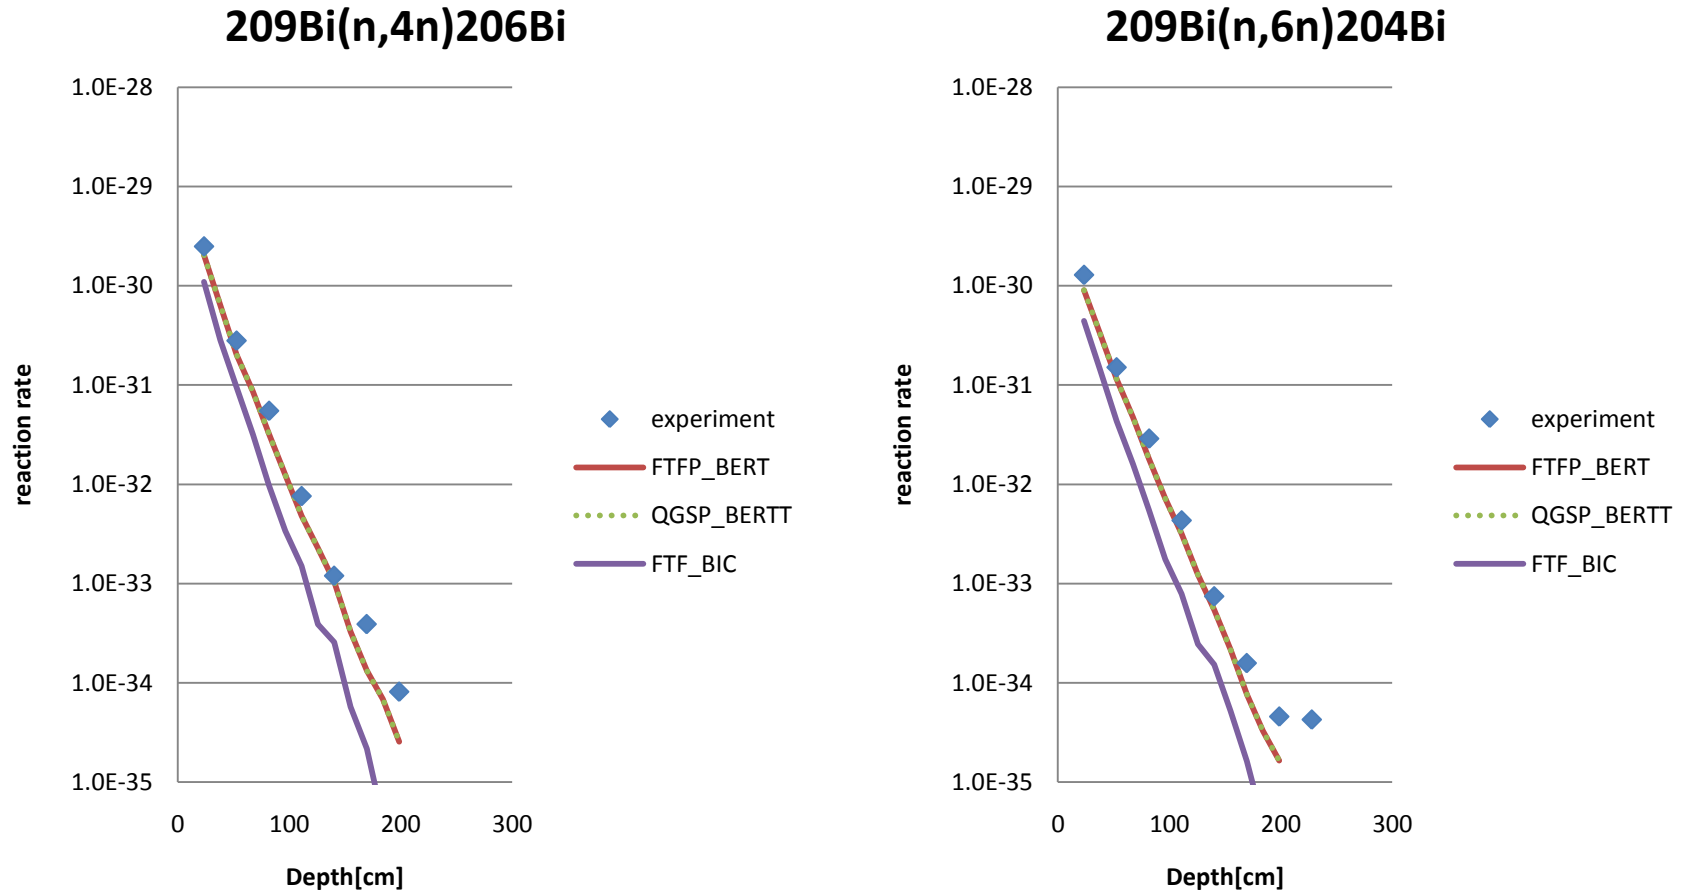 209Bi(n,4n)206Bi
1.0E-28
1.0E-29
1.0E-30
1.0E-31
1.0E-32
1.0E-33
1.0E-34
1.0E-35
reaction rate
0 100 200 300
Depth[cm]
experiment
FTFP_BERT
QGSP_BERTT
FTF_BIC
209Bi(n,6n)204Bi
1.0E-28
1.0E-29
1.0E-30
1.0E-31
1.0E-32
1.0E-33
1.0E-34
1.0E-35
reaction rate
0 100 200 300
Depth[cm]
experiment
FTFP_BERT
QGSP_BERTT
FTF_BIC